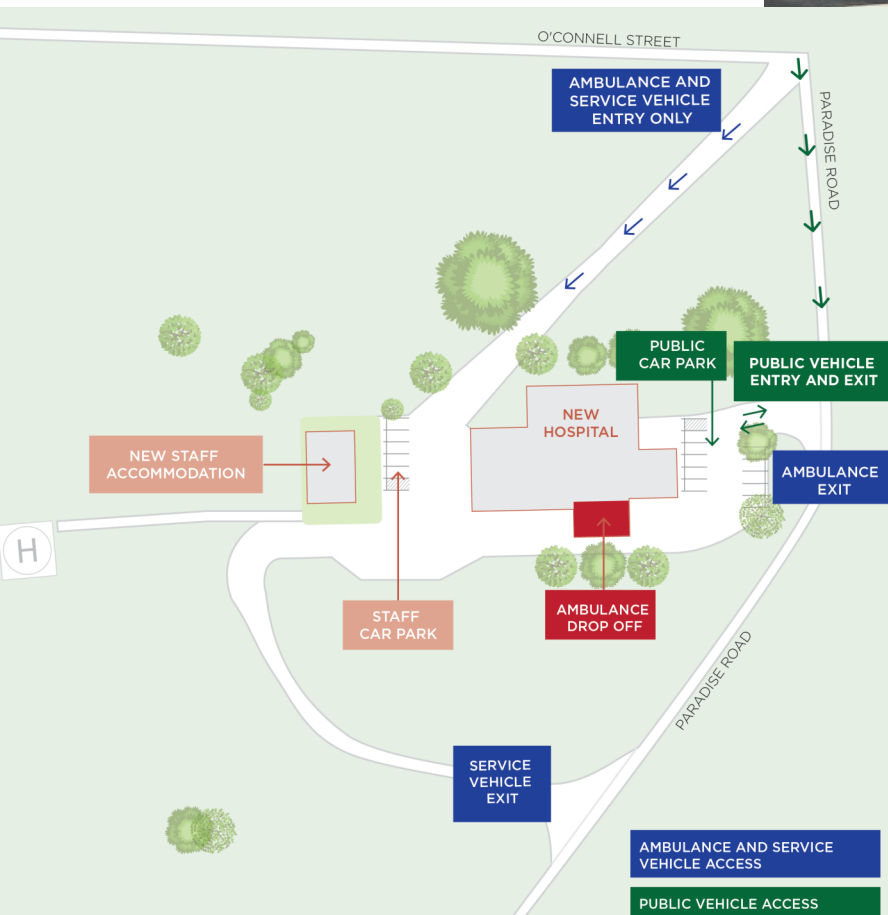 O'CONNELL STREET
AMBULANCE AND
SERVICE VEHICLE
ENTRY ONLY
PARADISE ROAD
PUBLIC
CAR PARK
PUBLIC VEHICLE
ENTRY AND EXIT
NEW
HOSPITAL
NEW STAFF
ACCOMMODATION
AMBULANCE
EXIT
H
STAFF
CAR PARK
AMBULANCE
DROP OFF
PARADISE ROAD
SERVICE
VEHICLE
EXIT
AMBULANCE AND SERVICE
VEHICLE ACCESS
PUBLIC VEHICLE ACCESS